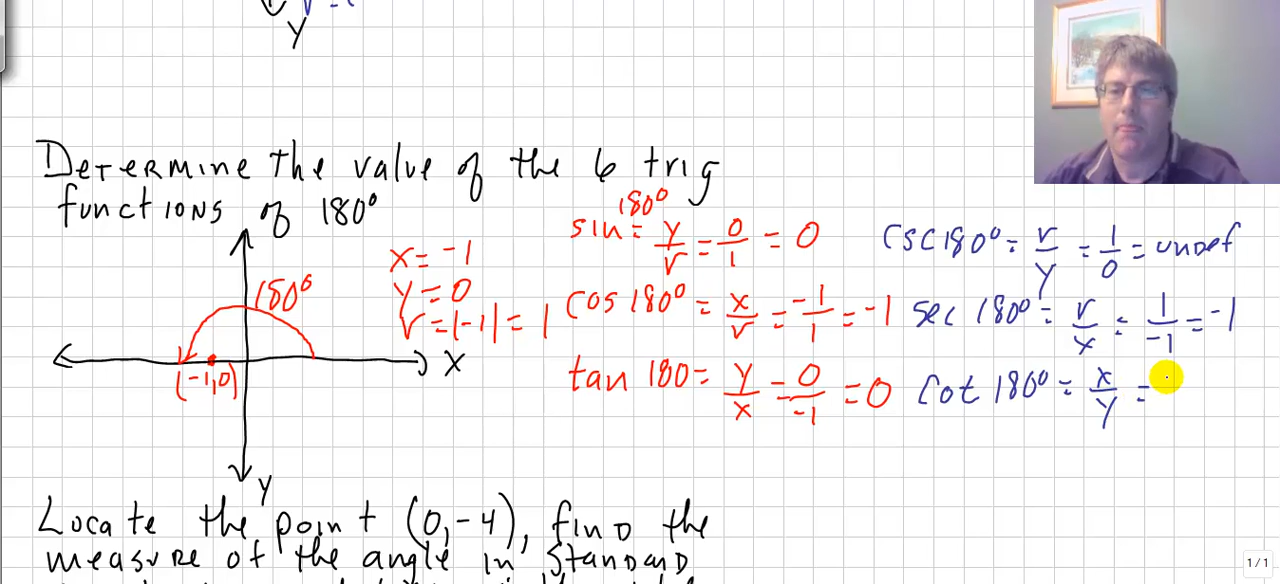 Y
Determine the value of the 6 trig
functions of 180°
180°
x = -1
y = 0
r = |-1| = 1
(-1,0)
X
Y
sin 180° = y/r = 0/1 = 0
cos 180° = x/r = -1/1 = -1
tan 180 = y/x = 0/-1 = 0
csc 180° = r/y = 1/0 = undef
sec 180° = r/x = 1/-1 = -1
cot 180° = x/y =
Locate the point (0,-4), find the
measure of the angle in standard
1/1